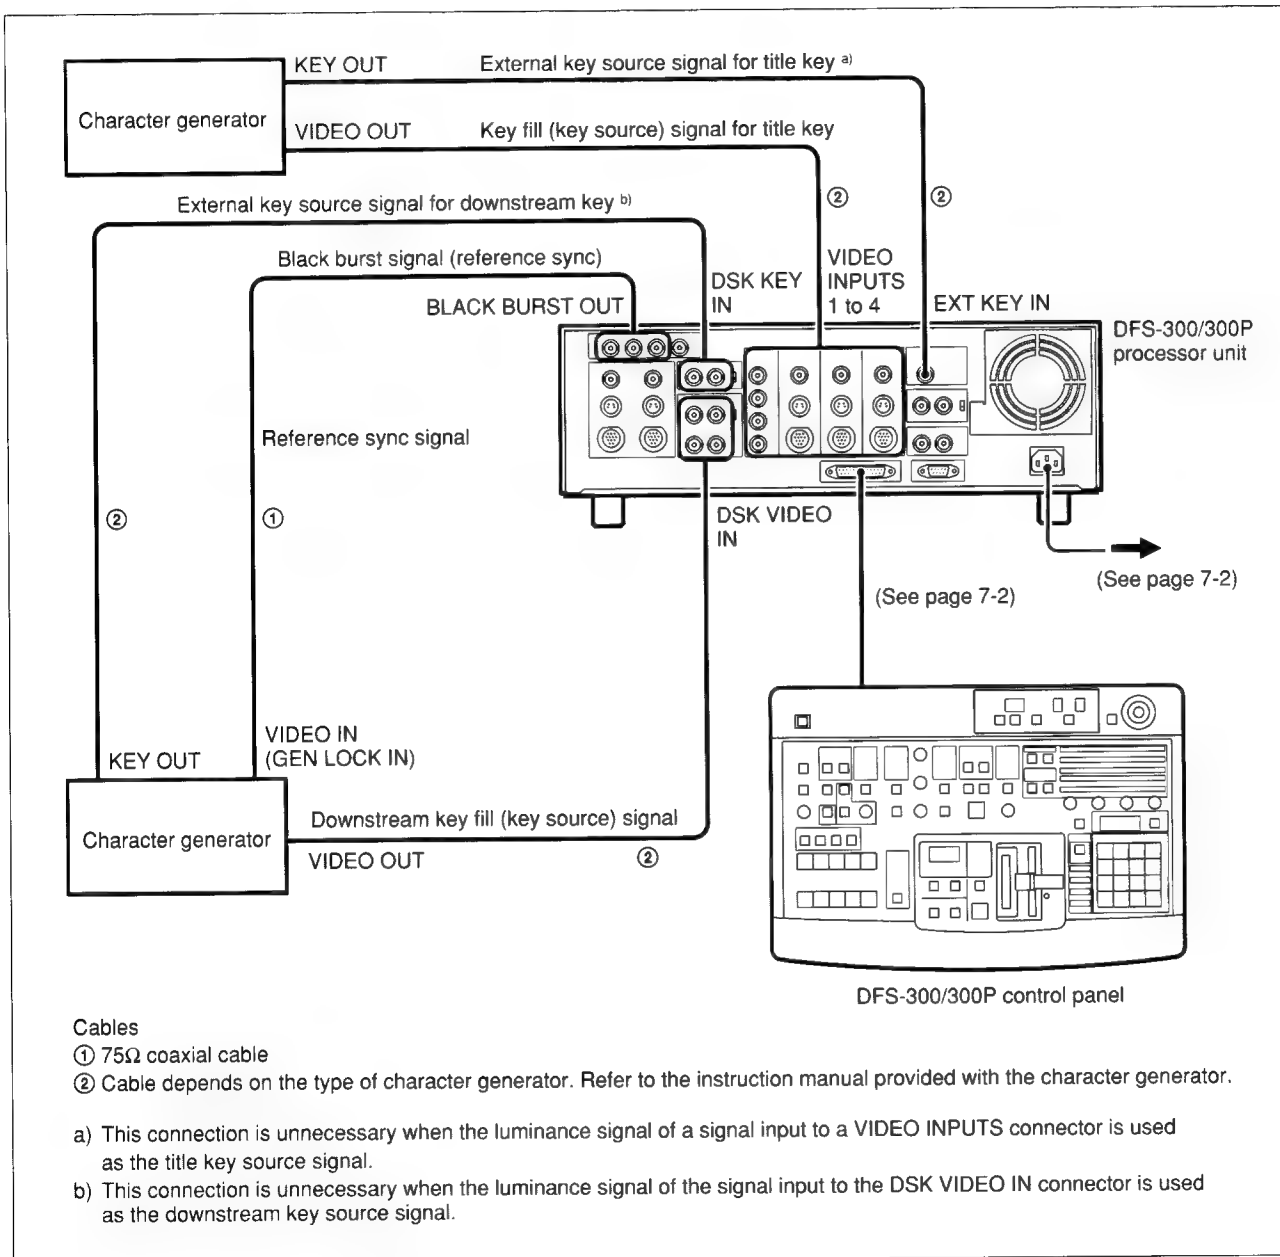 KEY OUT
External key source signal for title key a)
Character generator
VIDEO OUT
Key fill (key source) signal for title key
External key source signal for downstream key b)
②
②
Black burst signal (reference sync)
BLACK BURST OUT
DSK KEY
IN
VIDEO
INPUTS
1 to 4
EXT KEY IN
DFS-300/300P
processor unit
Reference sync signal
②
①
DSK VIDEO
IN
(See page 7-2)
(See page 7-2)
KEY OUT
VIDEO IN
(GEN LOCK IN)
Character generator
Downstream key fill (key source) signal
VIDEO OUT
②
DFS-300/300P control panel
Cables
① 75Ω coaxial cable
② Cable depends on the type of character generator. Refer to the instruction manual provided with the character generator.
a) This connection is unnecessary when the luminance signal of a signal input to a VIDEO INPUTS connector is used
as the title key source signal.
b) This connection is unnecessary when the luminance signal of the signal input to the DSK VIDEO IN connector is used
as the downstream key source signal.